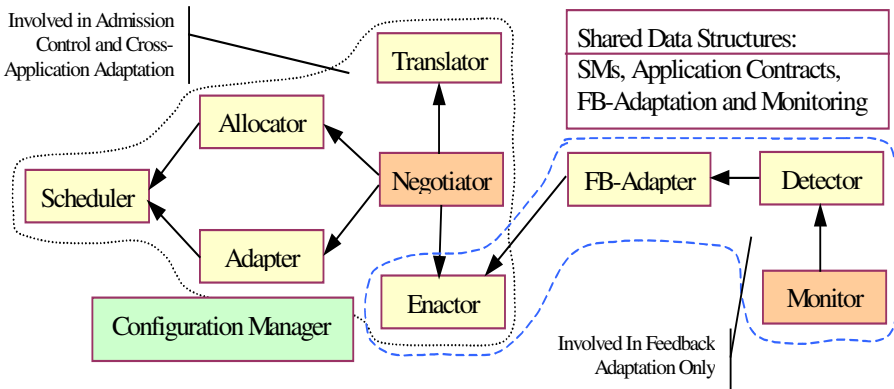 Involved in Admission
Control and Cross-
Application Adaptation
Translator
Shared Data Structures:
SMs, Application Contracts,
FB-Adaptation and Monitoring
Allocator
Scheduler
Negotiator
FB-Adapter
Detector
Adapter
Enactor
Monitor
Configuration Manager
Involved In Feedback
Adaptation Only